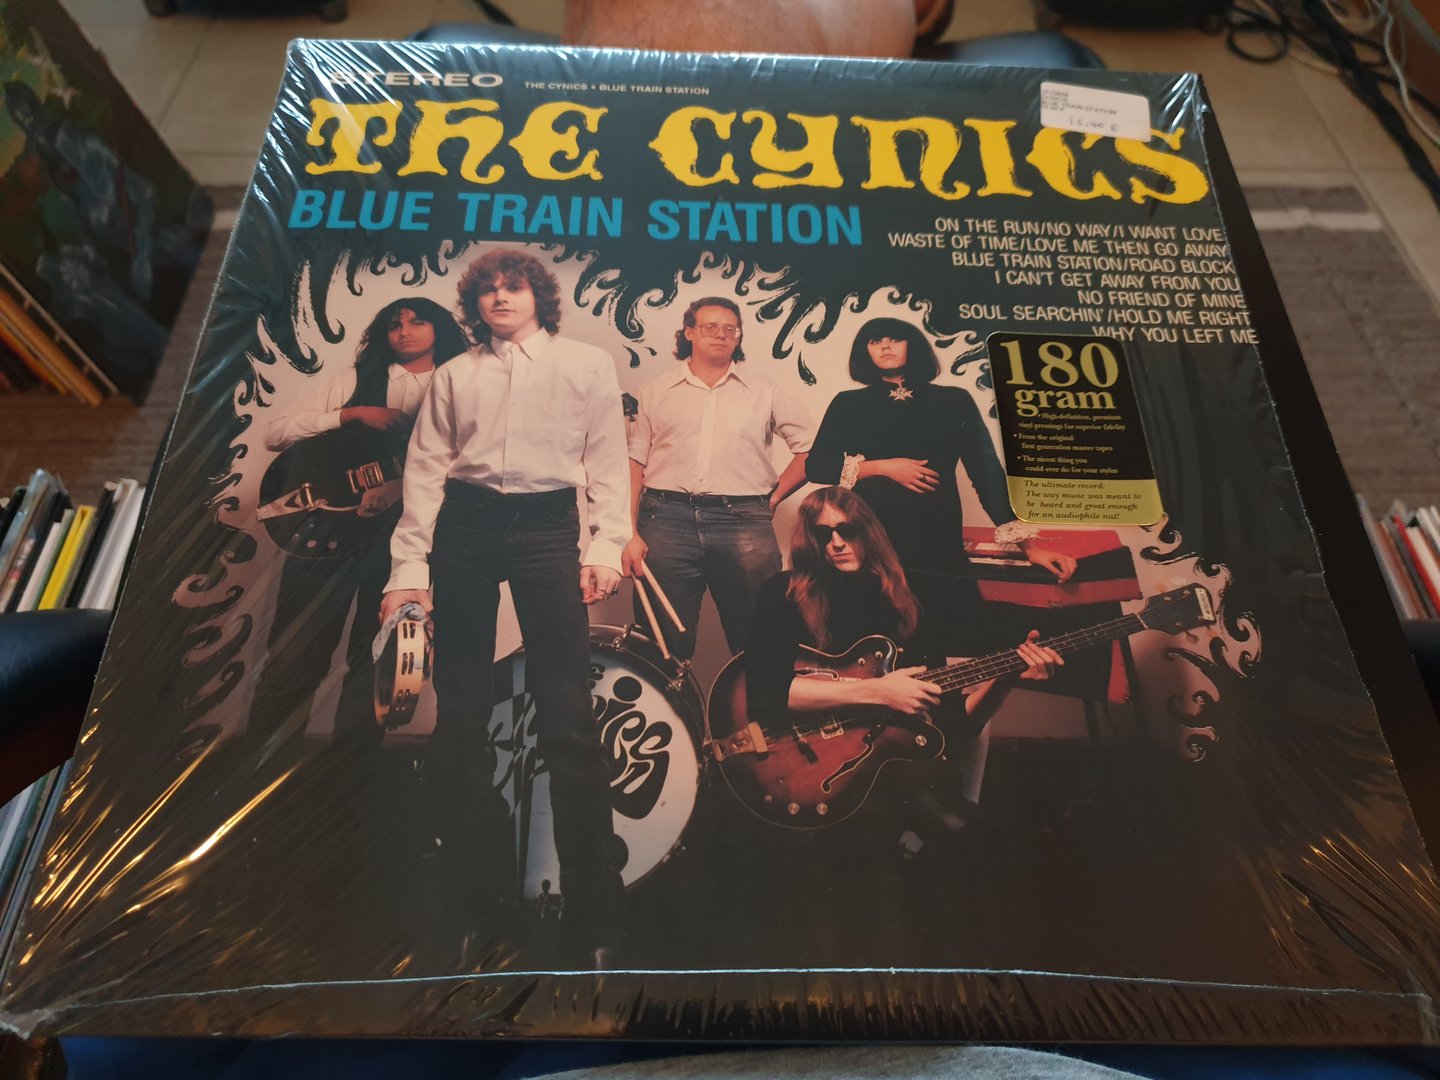 STEREO
THE CYNICS • BLUE TRAIN STATION
BLUE TRAIN STATION
THE CYNICS
BLUE TRAIN STATION
ON THE RUN/NO WAY/I WANT LOVE
WASTE OF TIME/LOVE ME THEN GO AWAY
BLUE TRAIN STATION/ROAD BLOCK
I CAN'T GET AWAY FROM YOU
NO FRIEND OF MINE
SOUL SEARCHIN'/HOLD ME RIGHT
WHY YOU LEFT ME
180
gram
• High-definition, premium
vinyl pressings for superior fidelity
• From the original
first generation master tapes
• The nicest thing you
could ever do for your stylus
The ultimate record:
The way music was meant to
be heard and great enough
for an audiophile nut!